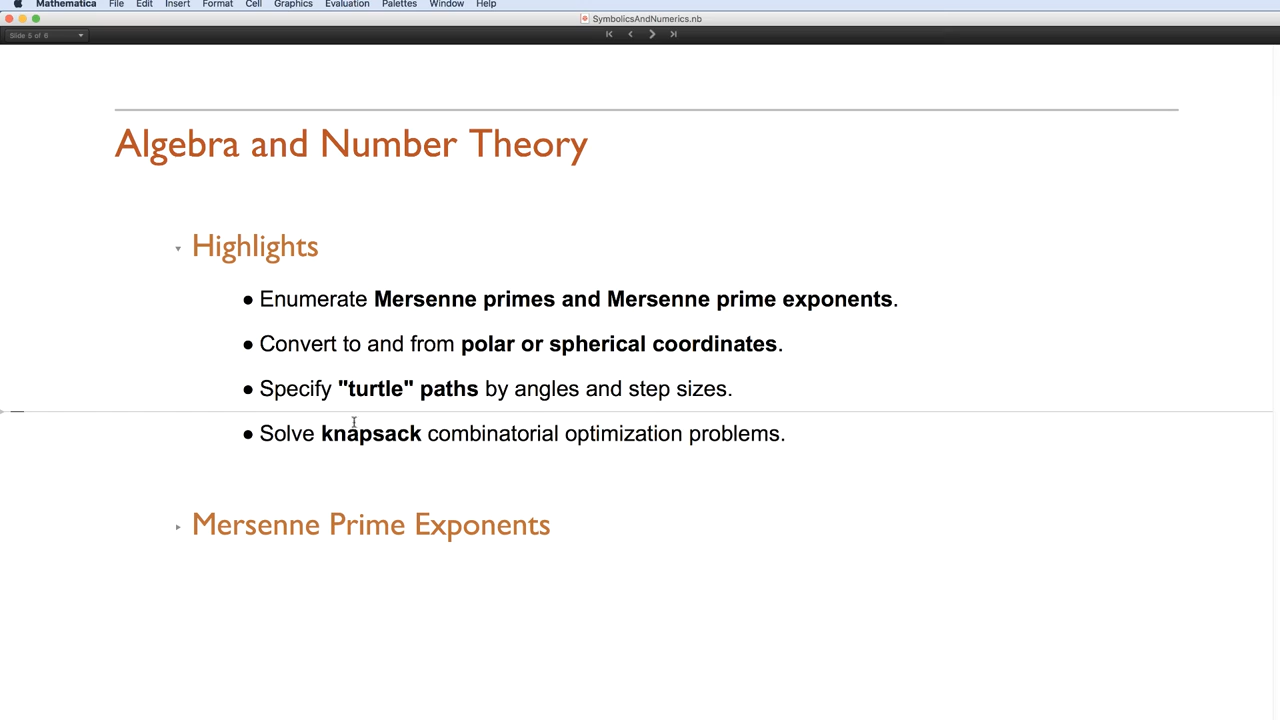 Mathematica File Edit Insert Format Cell Graphics Evaluation Palettes Window Help
SymbolicsAndNumerics.nb
Slide 5 of 6
Algebra and Number Theory
Highlights
● Enumerate Mersenne primes and Mersenne prime exponents.
● Convert to and from polar or spherical coordinates.
● Specify "turtle" paths by angles and step sizes.
● Solve knapsack combinatorial optimization problems.
Mersenne Prime Exponents